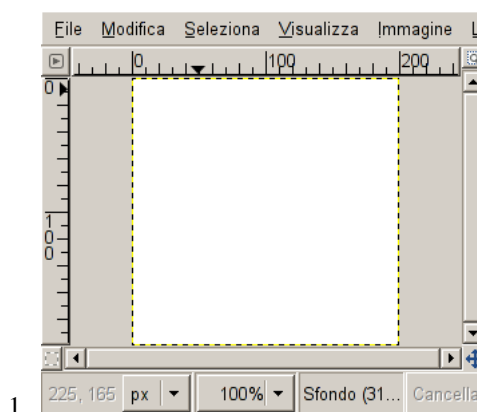 File Modifica Seleziona Visualizza Immagine
0 100 200
0
100
225, 165 px 100% Sfondo (31... Cancella
1